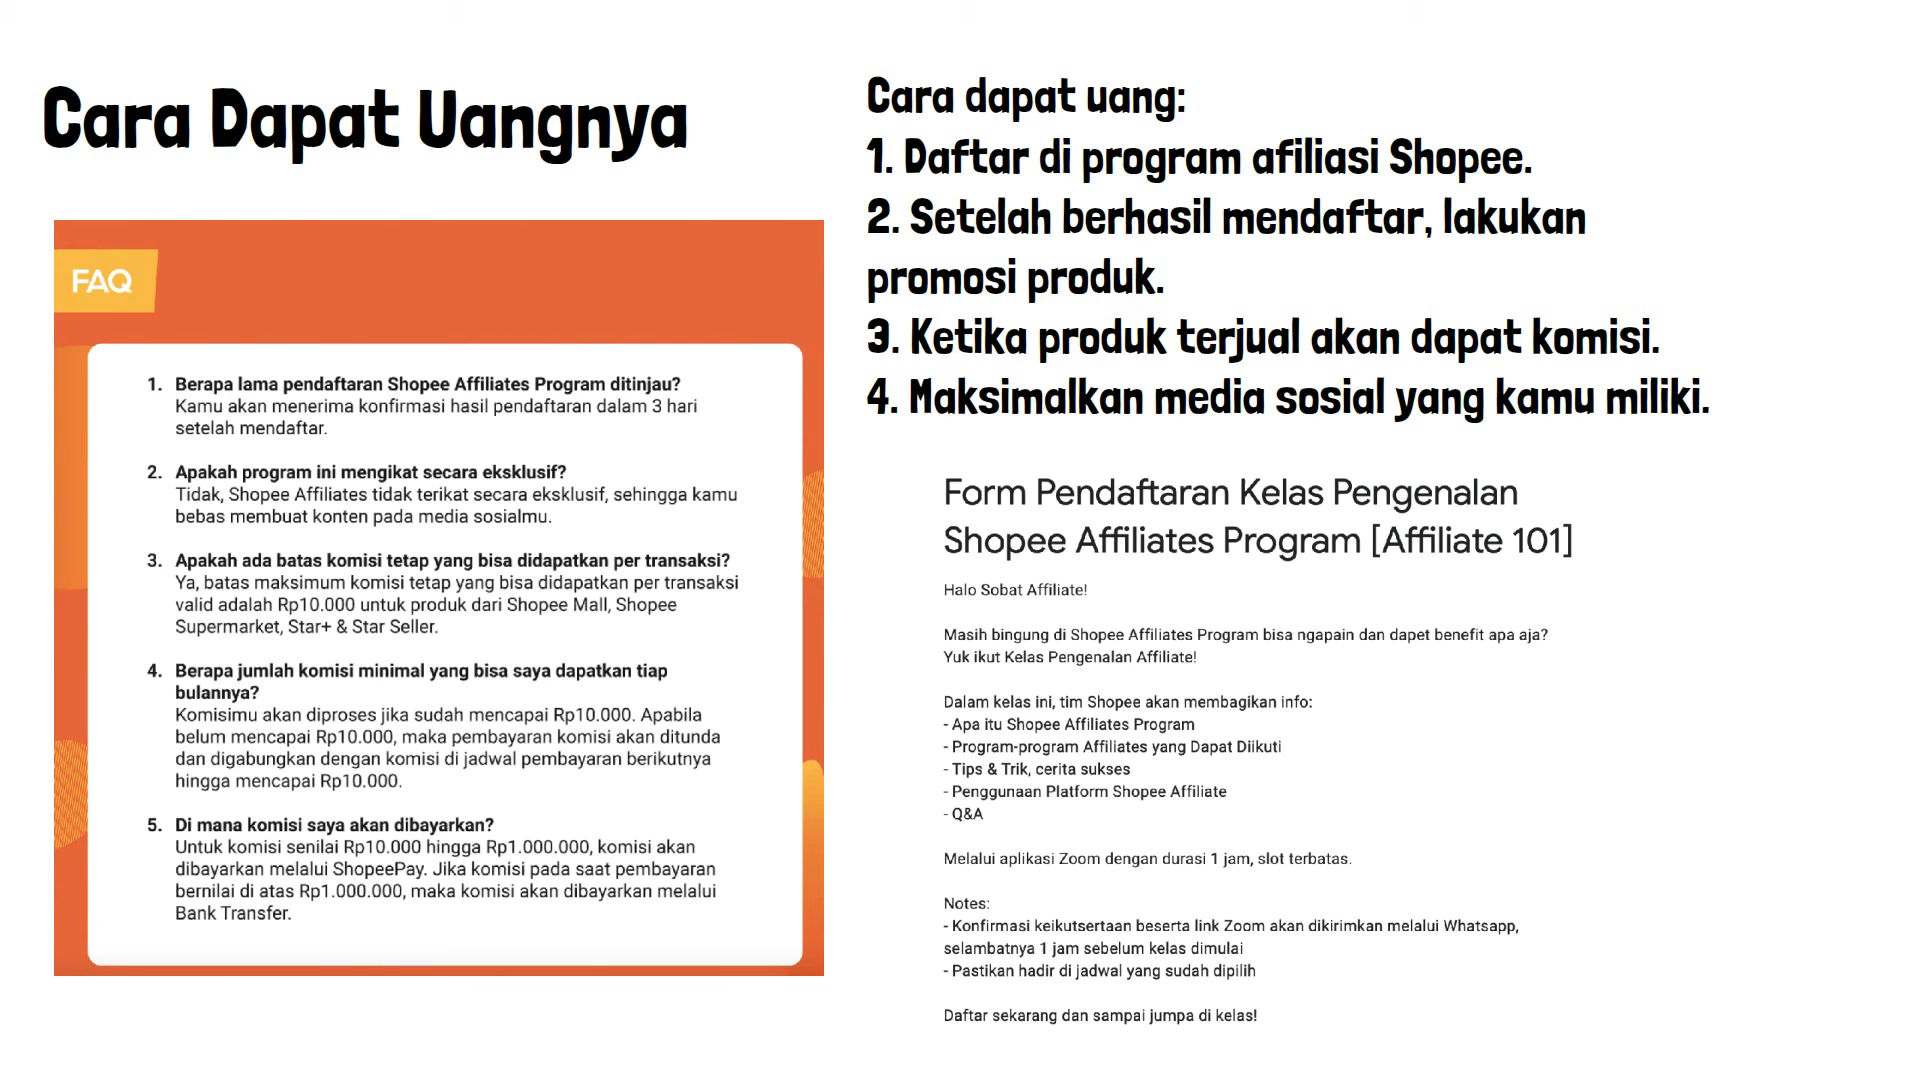 Cara Dapat Uangnya
FAQ
1. Berapa lama pendaftaran Shopee Affiliates Program ditinjau?
Kamu akan menerima konfirmasi hasil pendaftaran dalam 3 hari
setelah mendaftar.
2. Apakah program ini mengikat secara eksklusif?
Tidak, Shopee Affiliates tidak terikat secara eksklusif, sehingga kamu
bebas membuat konten pada media sosialmu.
3. Apakah ada batas komisi tetap yang bisa didapatkan per transaksi?
Ya, batas maksimum komisi tetap yang bisa didapatkan per transaksi
valid adalah Rp10.000 untuk produk dari Shopee Mall, Shopee
Supermarket, Star+ & Star Seller.
4. Berapa jumlah komisi minimal yang bisa saya dapatkan tiap
bulannya?
Komisimu akan diproses jika sudah mencapai Rp10.000. Apabila
belum mencapai Rp10.000, maka pembayaran komisi akan ditunda
dan digabungkan dengan komisi di jadwal pembayaran berikutnya
hingga mencapai Rp10.000.
5. Di mana komisi saya akan dibayarkan?
Untuk komisi senilai Rp10.000 hingga Rp1.000.000, komisi akan
dibayarkan melalui ShopeePay. Jika komisi pada saat pembayaran
bernilai di atas Rp1.000.000, maka komisi akan dibayarkan melalui
Bank Transfer.
Cara dapat uang:
1. Daftar di program afiliasi Shopee.
2. Setelah berhasil mendaftar, lakukan
promosi produk.
3. Ketika produk terjual akan dapat komisi.
4. Maksimalkan media sosial yang kamu miliki.
Form Pendaftaran Kelas Pengenalan
Shopee Affiliates Program [Affiliate 101]
Halo Sobat Affiliate!
Masih bingung di Shopee Affiliates Program bisa ngapain dan dapet benefit apa aja?
Yuk ikut Kelas Pengenalan Affiliate!
Dalam kelas ini, tim Shopee akan membagikan info:
- Apa itu Shopee Affiliates Program
- Program-program Affiliates yang Dapat Diikuti
- Tips & Trik, cerita sukses
- Penggunaan Platform Shopee Affiliate
- Q&A
Melalui aplikasi Zoom dengan durasi 1 jam, slot terbatas.
Notes:
- Konfirmasi keikutsertaan beserta link Zoom akan dikirimkan melalui Whatsapp,
selambatnya 1 jam sebelum kelas dimulai
- Pastikan hadir di jadwal yang sudah dipilih
Daftar sekarang dan sampai jumpa di kelas!